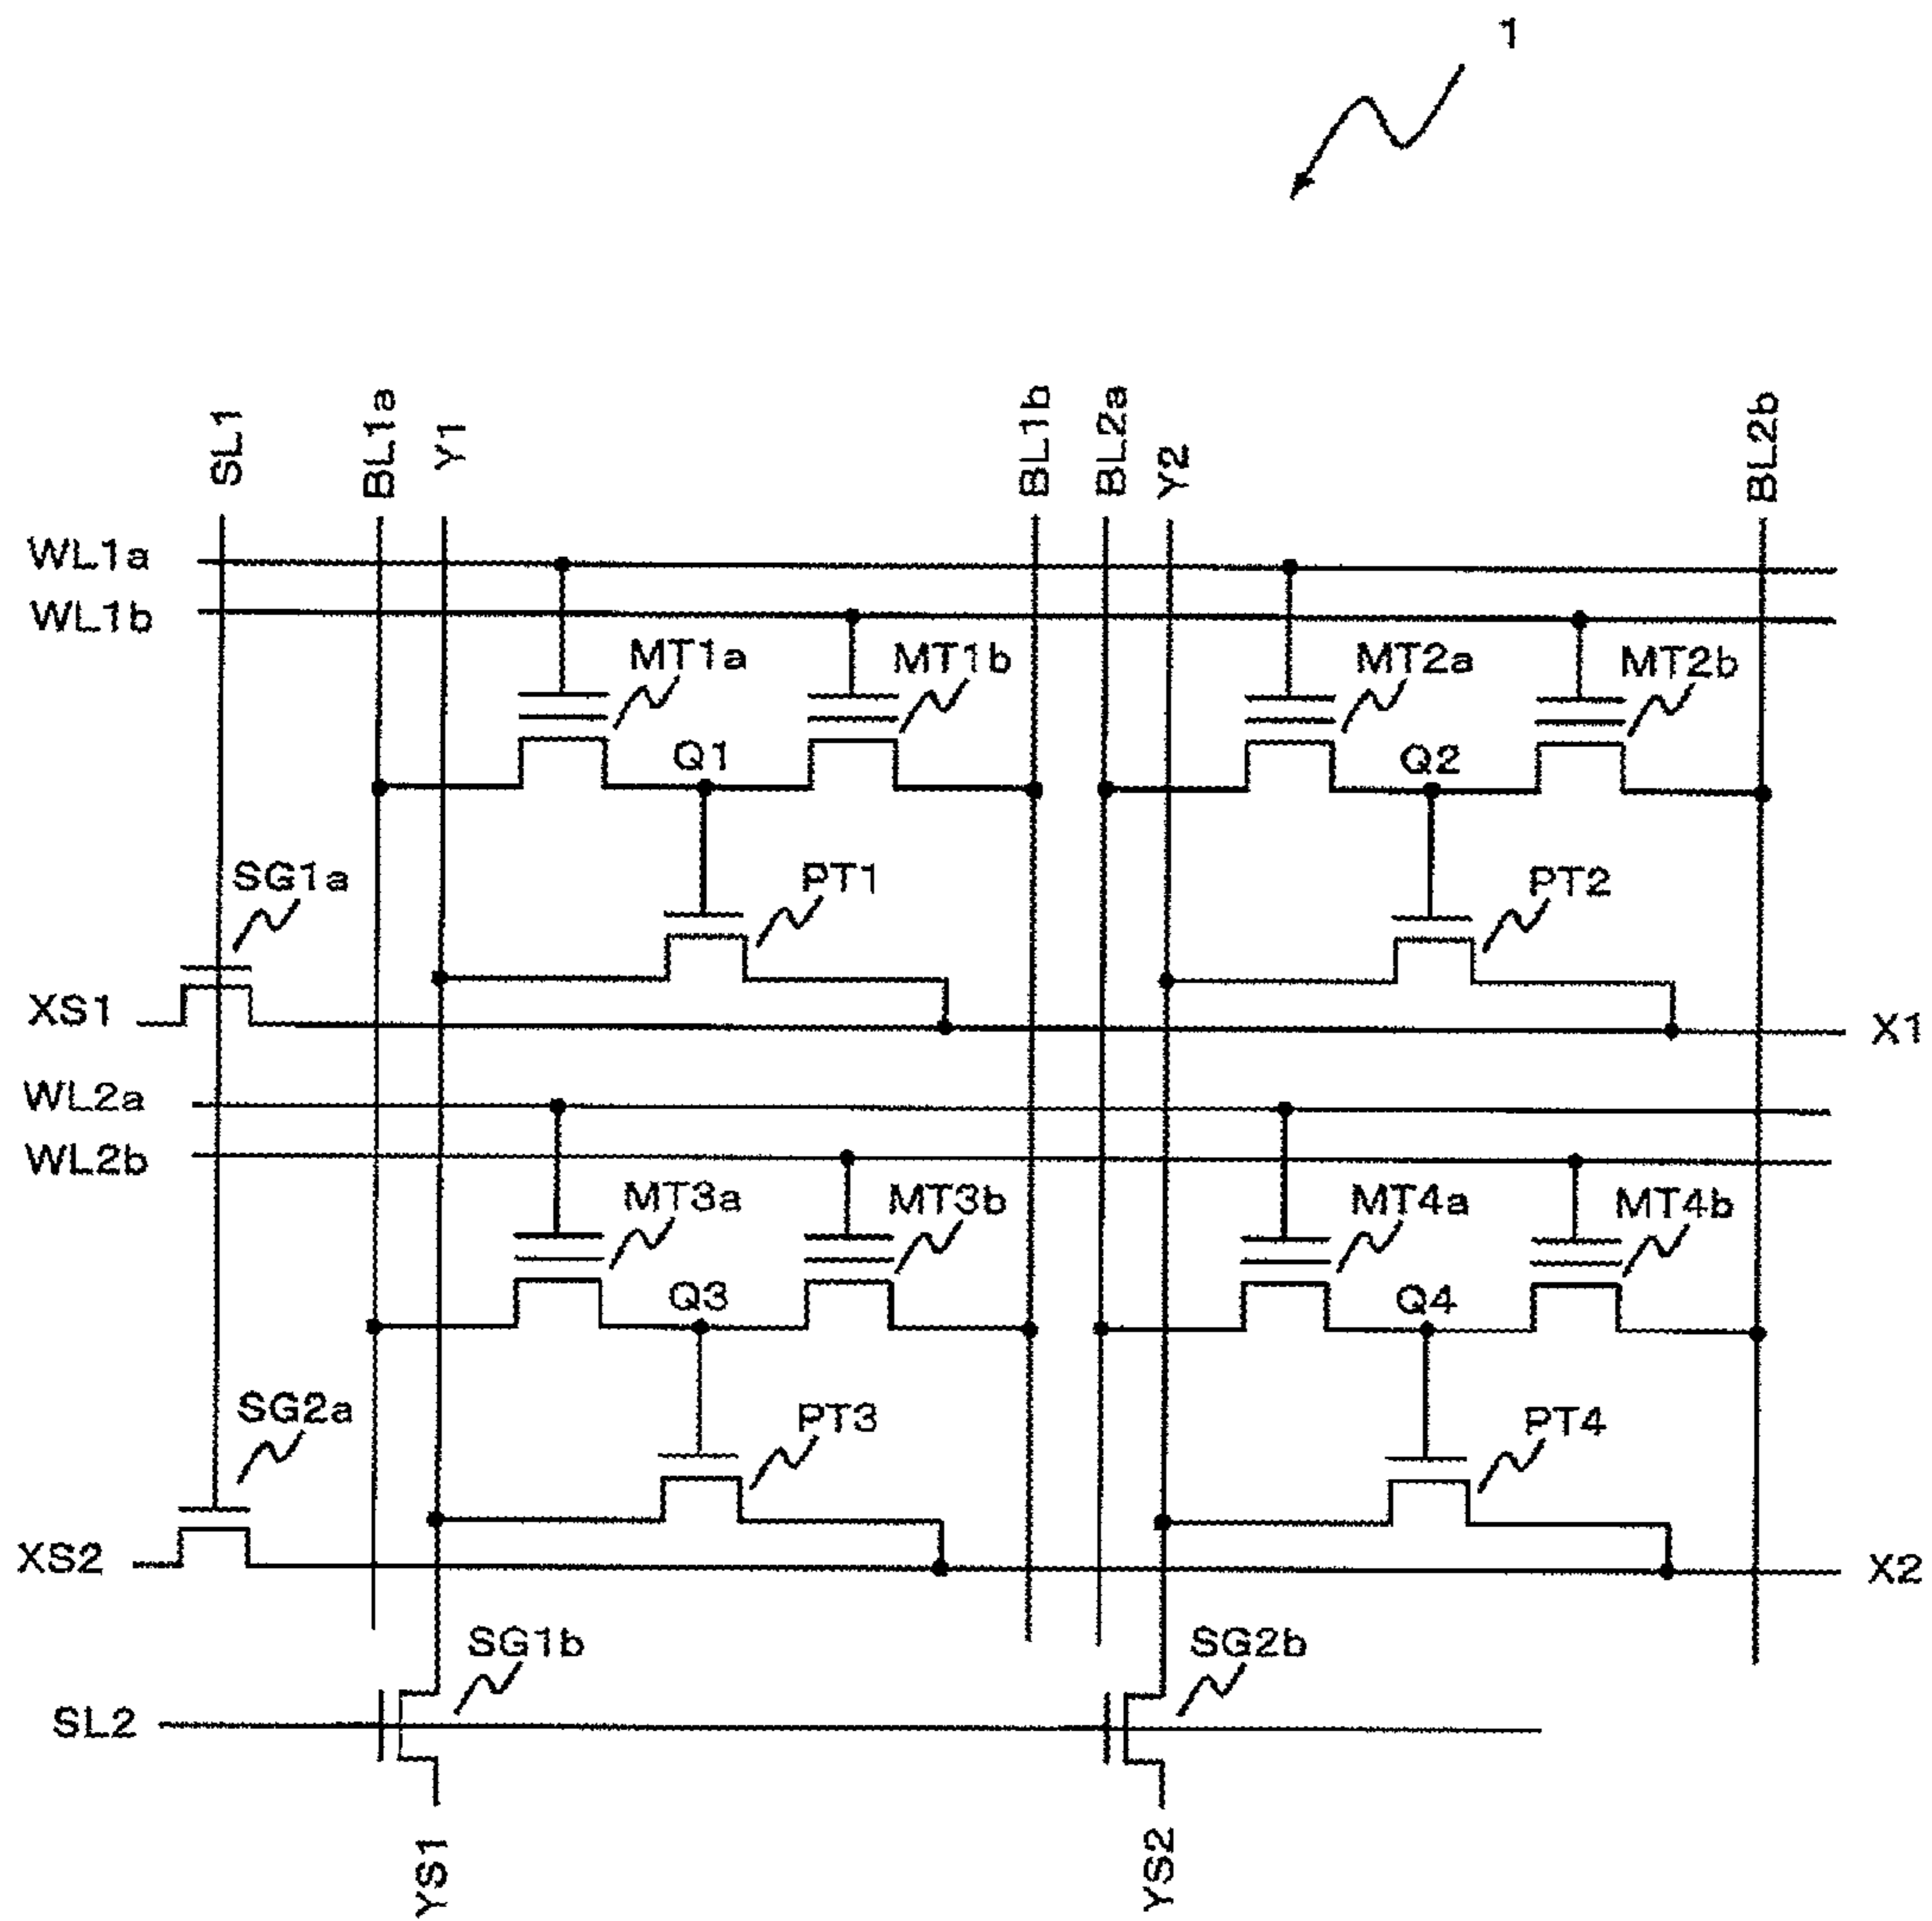 1
SL1
BL1a
Y1
BL1b
BL2a
Y2
BL2b
WL1a
WL1b
MT1a
MT1b
MT2a
MT2b
Q1
Q2
SG1a
PT1
PT2
XS1
X1
WL2a
WL2b
MT3a
MT3b
MT4a
MT4b
Q3
Q4
SG2a
PT3
PT4
XS2
X2
SG1b
SG2b
SL2
YS1
YS2